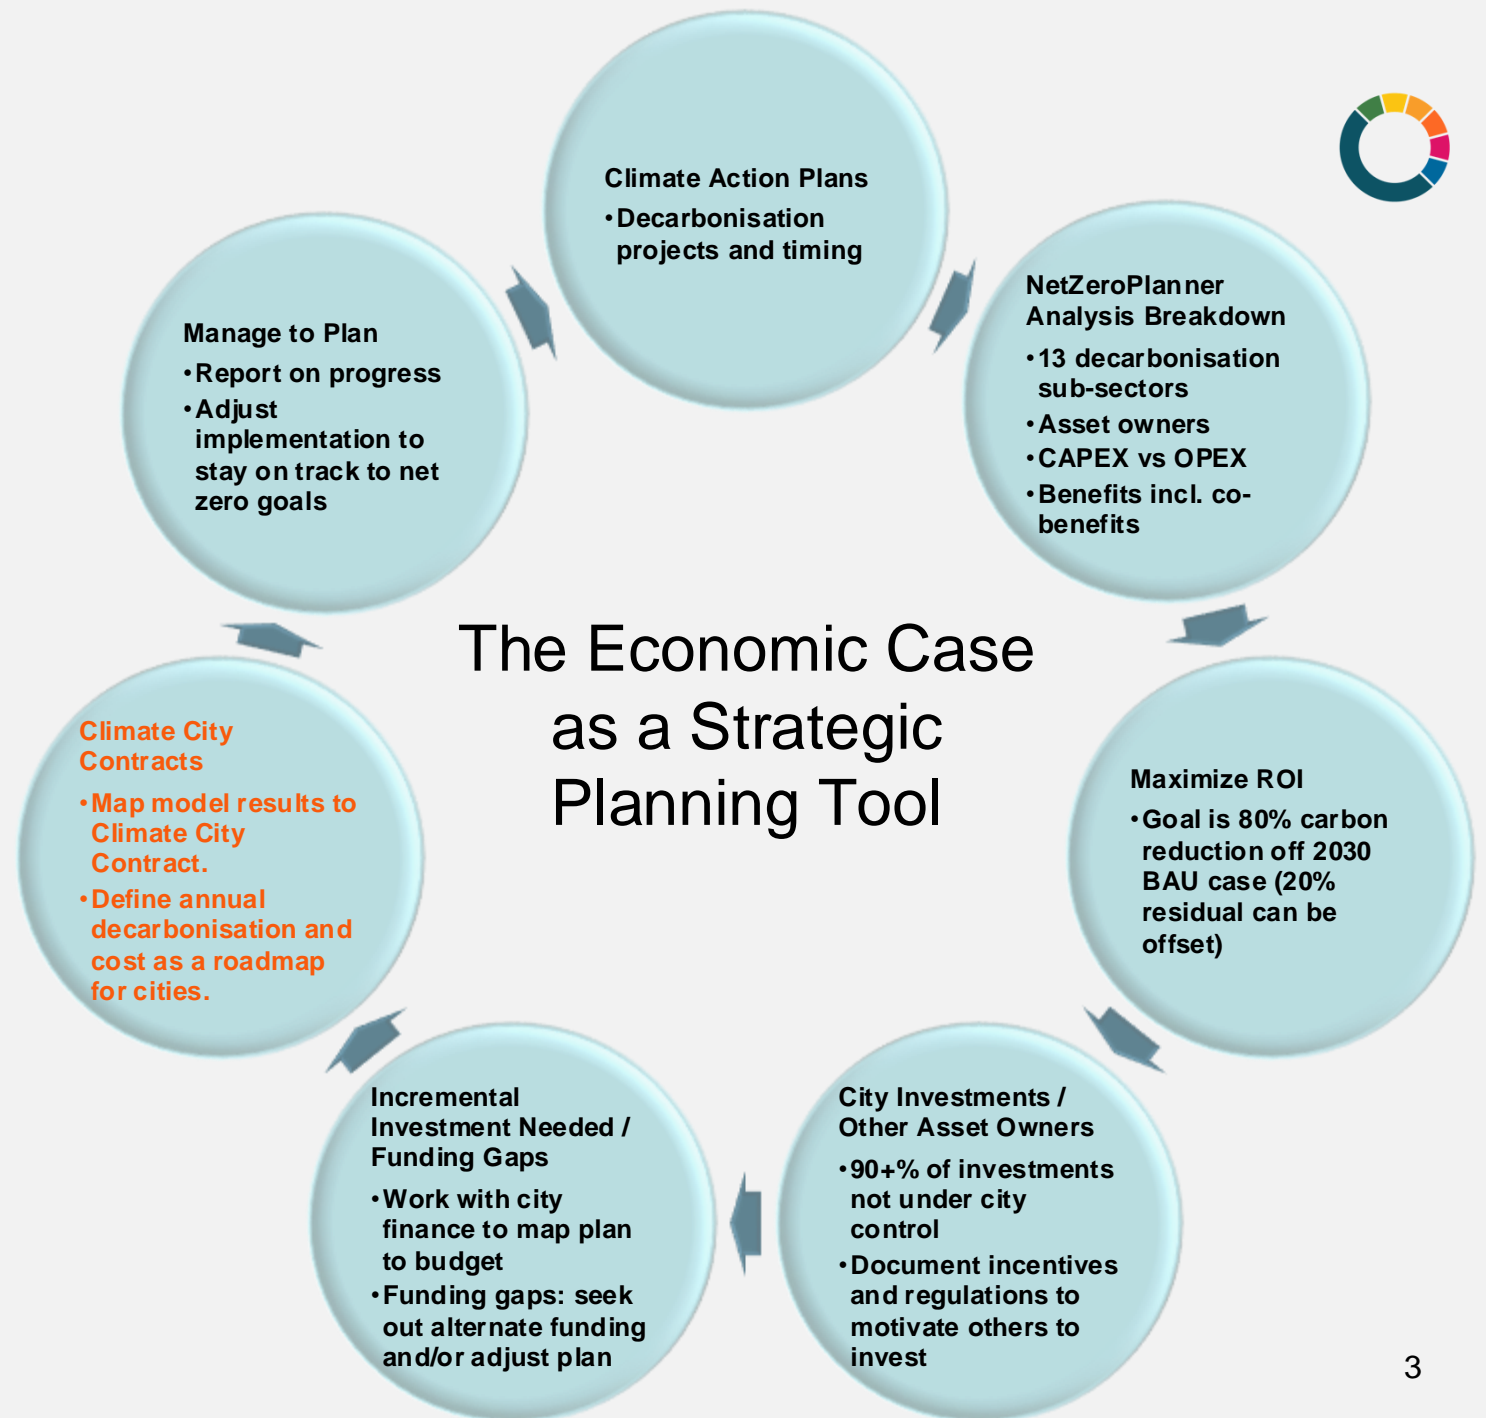 Climate Action Plans
•Decarbonisation
projects and timing
NetZeroPlanner
Analysis Breakdown
•13 decarbonisation
sub-sectors
•Asset owners
•CAPEX vs OPEX
•Benefits incl. co-
benefits
Maximize ROI
•Goal is 80% carbon
reduction off 2030
BAU case (20%
residual can be
offset)
City Investments /
Other Asset Owners
•90+% of investments
not under city
control
•Document incentives
and regulations to
motivate others to
invest
Incremental
Investment Needed /
Funding Gaps
•Work with city
finance to map plan
to budget
•Funding gaps: seek
out alternate funding
and/or adjust plan
Climate City
Contracts
•Map model results to
Climate City
Contract.
•Define annual
decarbonisation and
cost as a roadmap
for cities.
Manage to Plan
•Report on progress
•Adjust
implementation to
stay on track to net
zero goals
The Economic Case
as a Strategic
Planning Tool
3